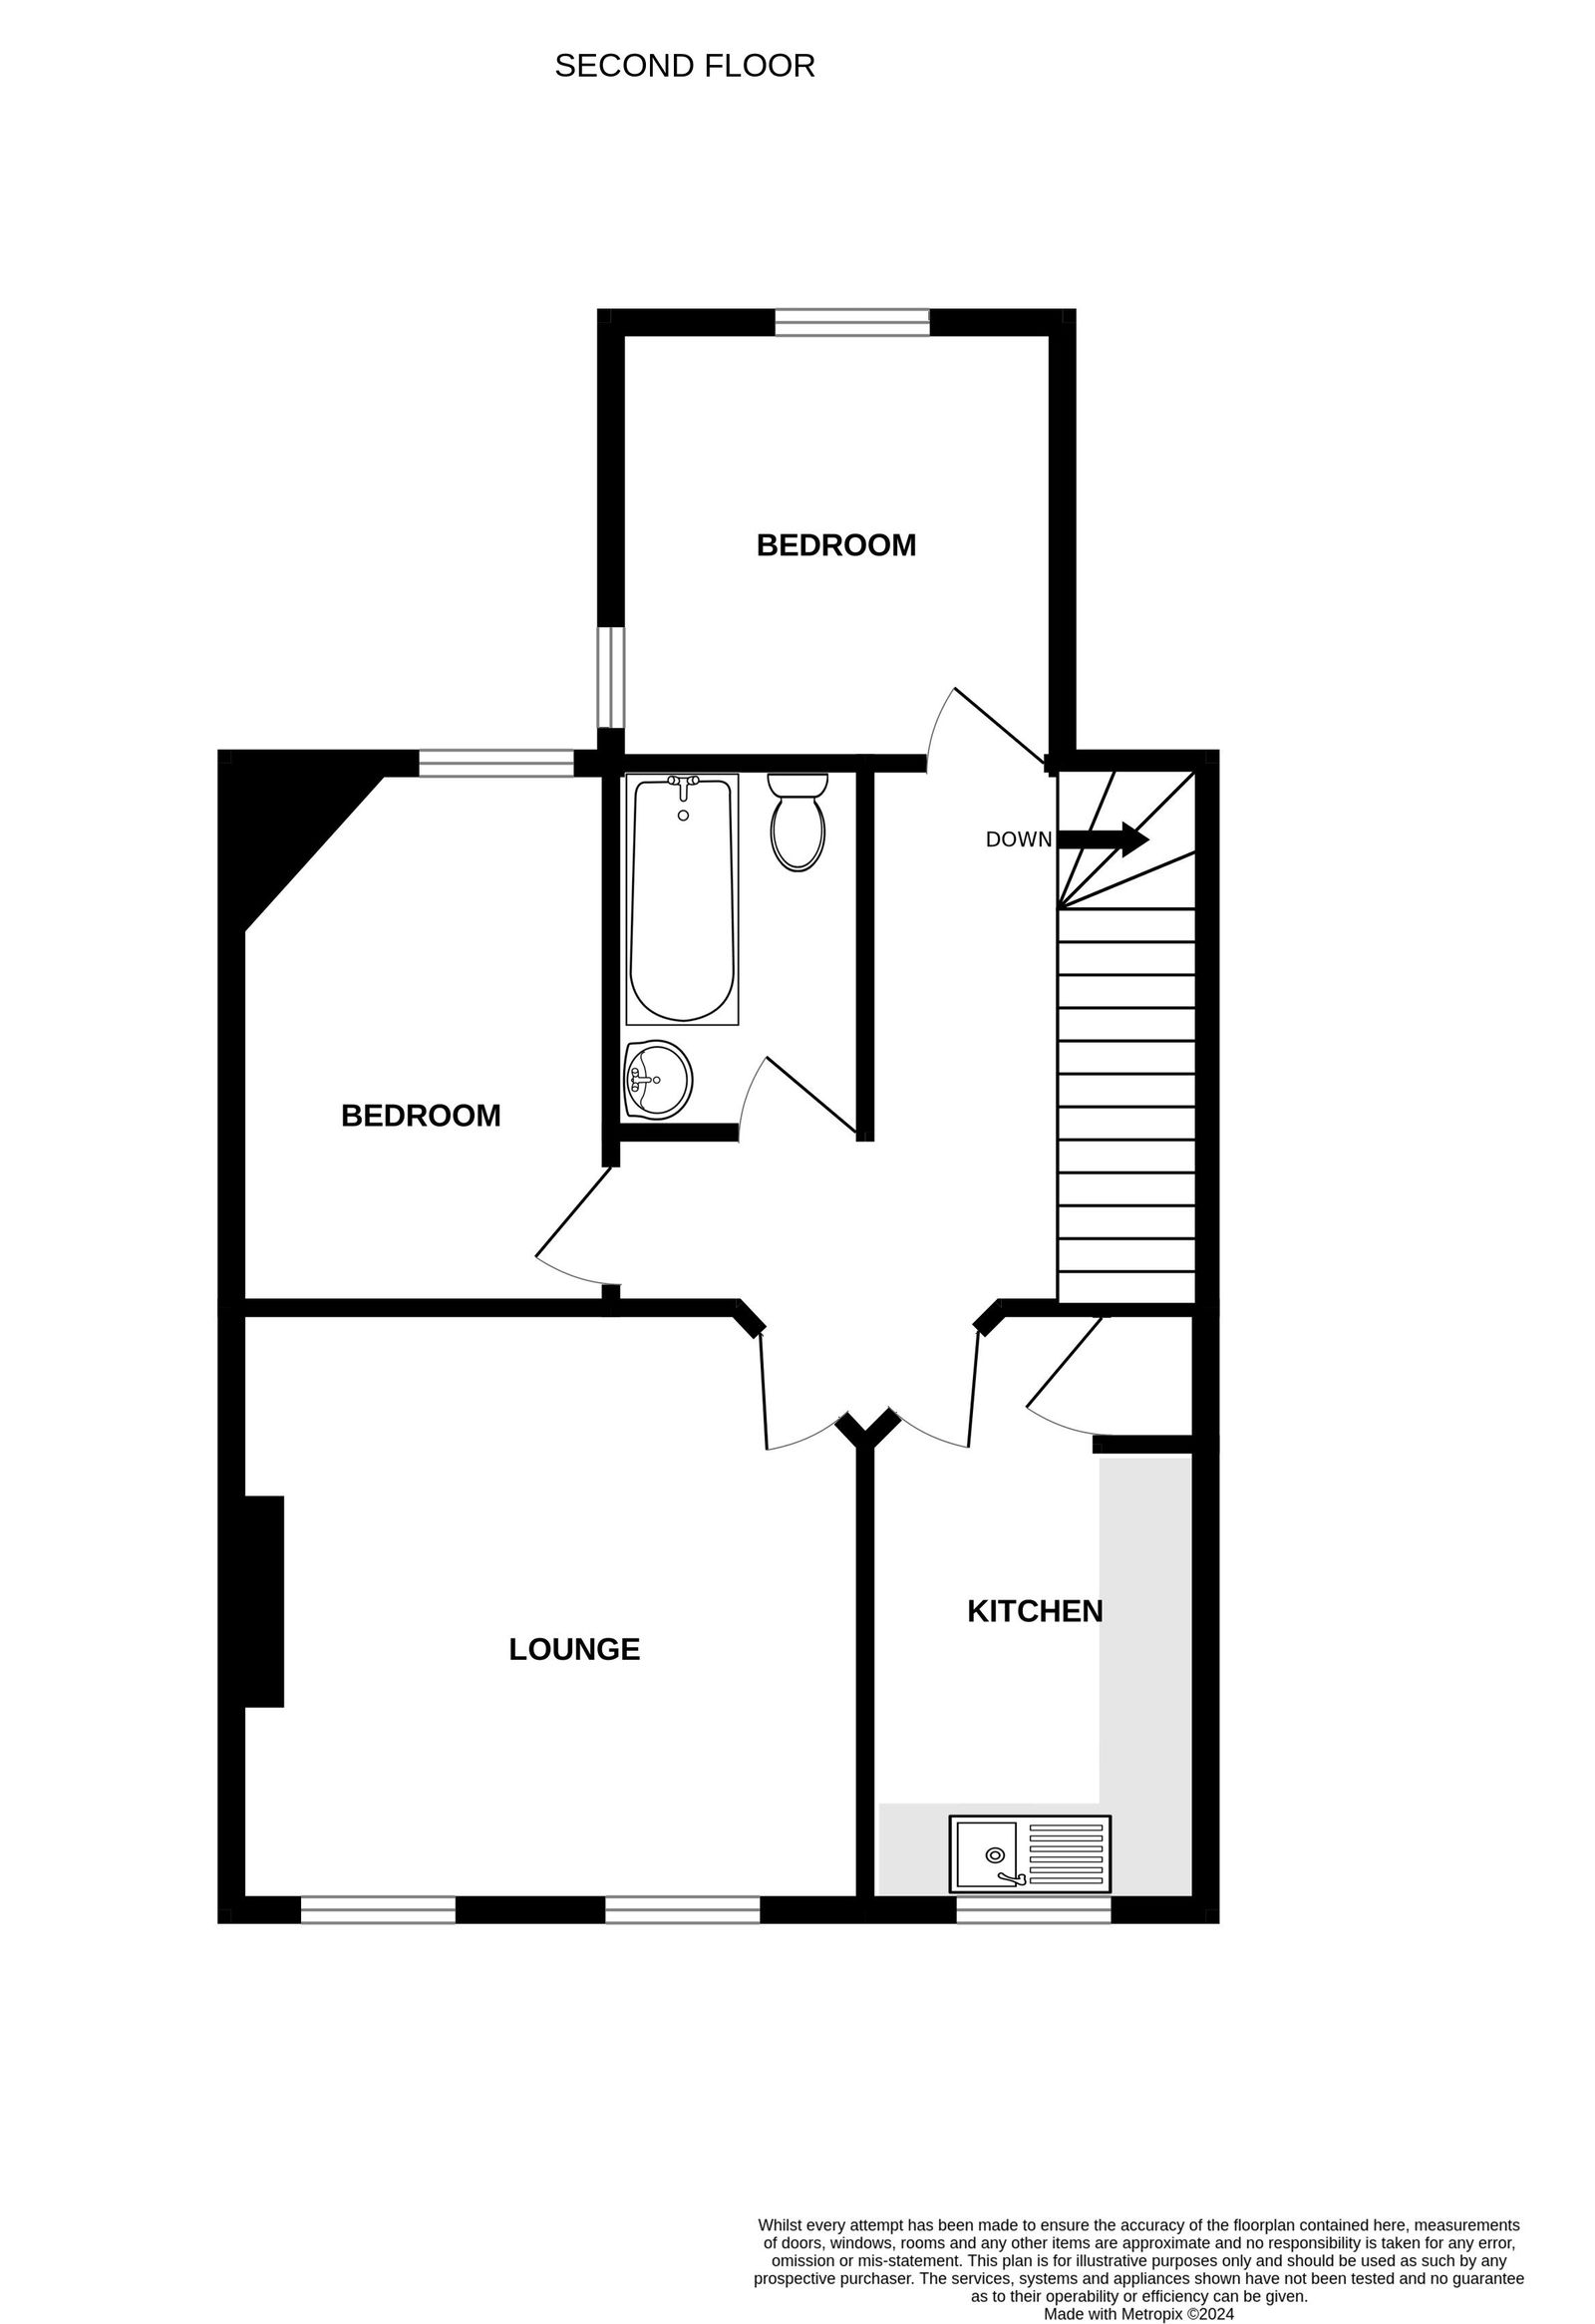 SECOND FLOOR
BEDROOM
DOWN
BEDROOM
KITCHEN
LOUNGE
Whilst every attempt has been made to ensure the accuracy of the floorplan contained here, measurements
of doors, windows, rooms and any other items are approximate and no responsibility is taken for any error,
omission or mis-statement. This plan is for illustrative purposes only and should be used as such by any
prospective purchaser. The services, systems and appliances shown have not been tested and no guarantee
as to their operability or efficiency can be given.
Made with Metropix ©2024